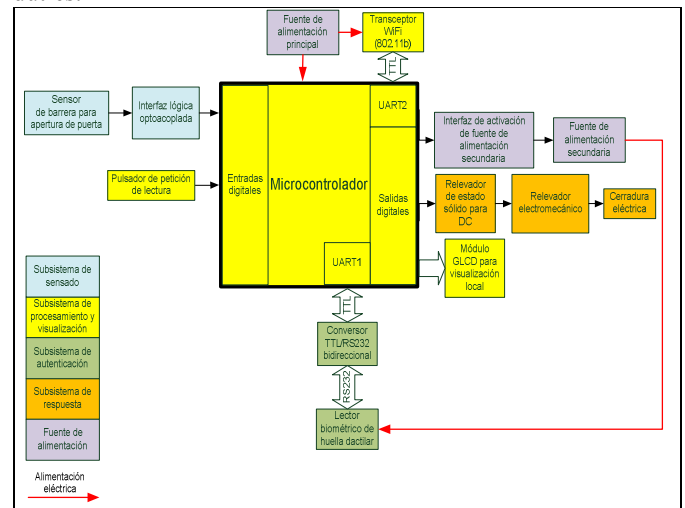 Fuente de
alimentación
principal
Transceptor
WiFi
(802.11b)
TTL
Sensor
de barrera para
apertura de puerta
Interfaz lógica
optoacoplada
UART2
Interfaz de activación
de fuente de
alimentación
secundaria
Fuente de
alimentación
secundaria
Pulsador de petición
de lectura
Entradas
digitales
Microcontrolador
Salidas
digitales
Relevador
de estado
sólido para
DC
Relevador
electromecánico
Cerradura
eléctrica
UART1
Módulo
GLCD para
visualización
local
Subsistema de
sensado
Subsistema de
procesamiento y
visualización
Subsistema de
autenticación
Subsistema de
respuesta
Fuente de
alimentación
TTL
Conversor
TTL/RS232
bidireccional
RS232
Lector
biométrico de
huella dactilar
Alimentación
eléctrica